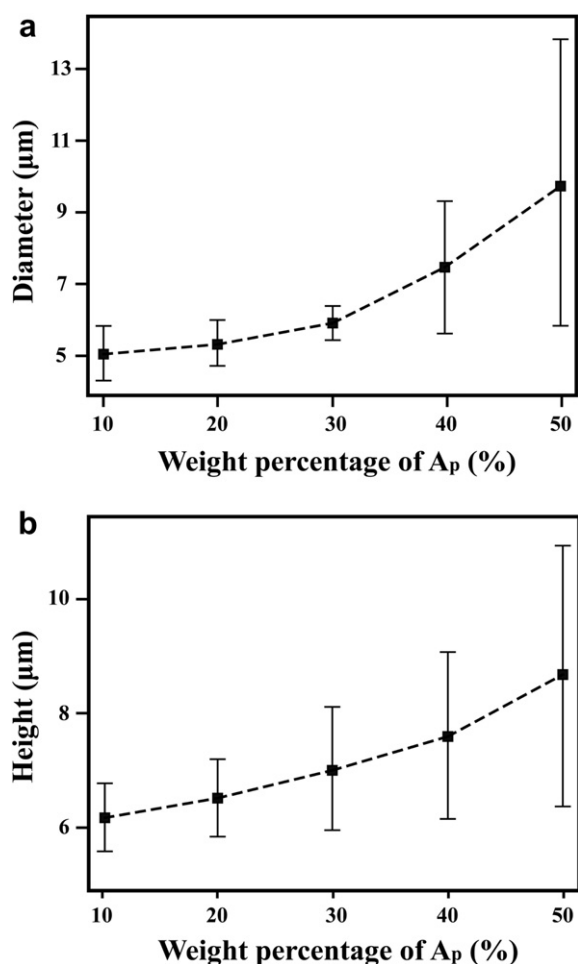 a
13
11
9
7
5
Diameter (μm)
10 20 30 40 50
Weight percentage of Ap (%)
b
10
8
6
Height (μm)
10 20 30 40 50
Weight percentage of Ap (%)